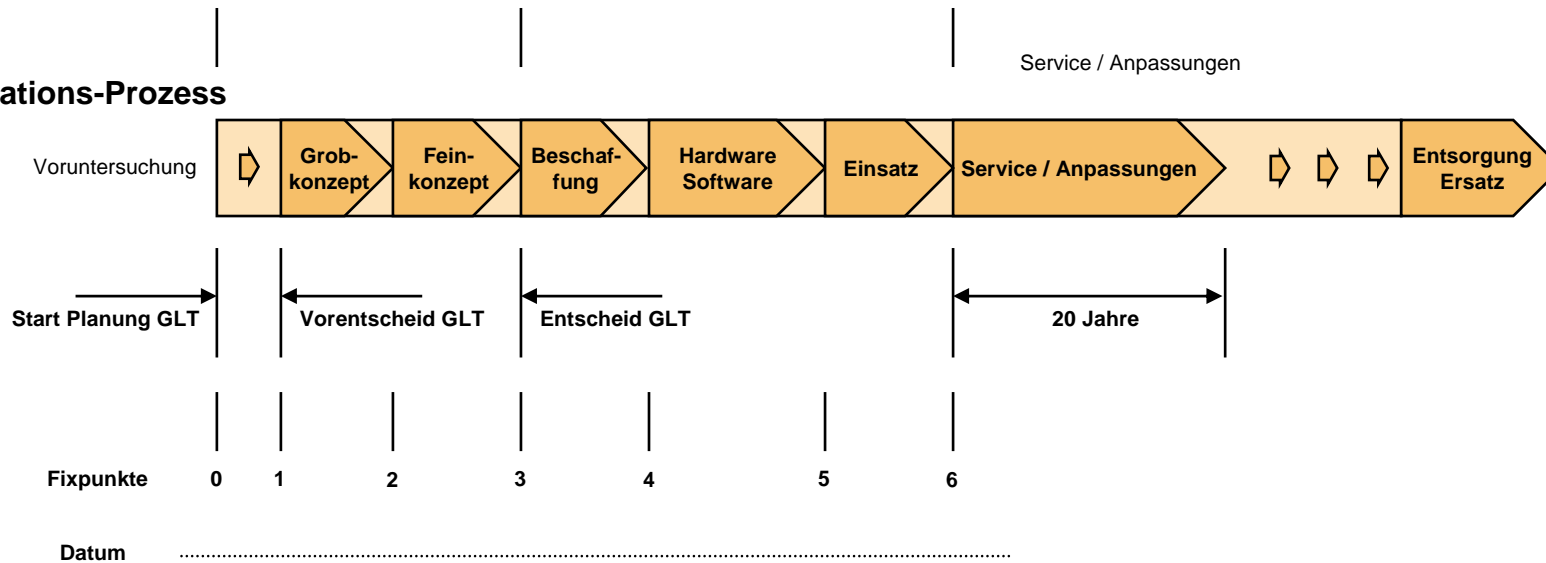 Service / Anpassungen
ations-Prozess
Voruntersuchung
Grob-
konzept
Fein-
konzept
Beschaf-
fung
Hardware
Software
Einsatz
Service / Anpassungen
Entsorgung
Ersatz
Start Planung GLT
Vorentscheid GLT
Entscheid GLT
20 Jahre
Fixpunkte 0 1 2 3 4 5 6
Datum